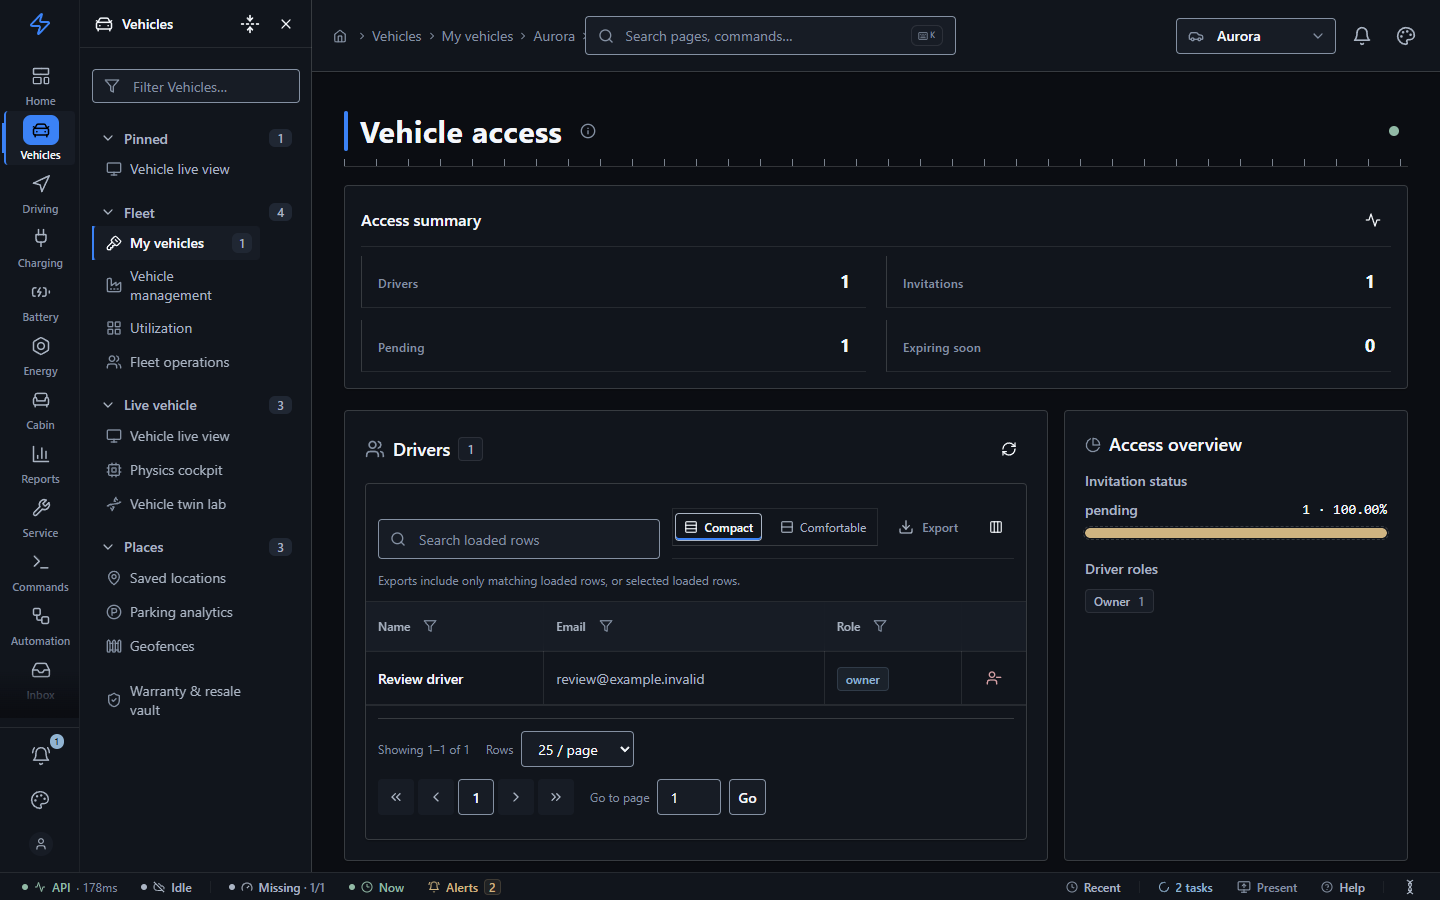 Home
Vehicles
Driving
Charging
Battery
Energy
Cabin
Reports
Service
Commands
Automation
Inbox
1
Vehicles
Filter Vehicles...
Pinned 1
Vehicle live view
Fleet 4
My vehicles 1
Vehicle
management
Utilization
Fleet operations
Live vehicle 3
Vehicle live view
Physics cockpit
Vehicle twin lab
Places 3
Saved locations
Parking analytics
Geofences
Warranty & resale
vault
Vehicles My vehicles Aurora
Search pages, commands... K
Aurora
Vehicle access
Access summary
Drivers 1
Invitations 1
Pending 1
Expiring soon 0
Drivers 1
Search loaded rows
Compact Comfortable Export
Exports include only matching loaded rows, or selected loaded rows.
Name Email Role
Review driver review@example.invalid owner
Showing 1–1 of 1 Rows 25 / page
1 Go to page 1 Go
Access overview
Invitation status
pending 1 · 100.00%
Driver roles
Owner 1
API · 178ms Idle Missing · 1/1 Now Alerts 2 Recent 2 tasks Present Help